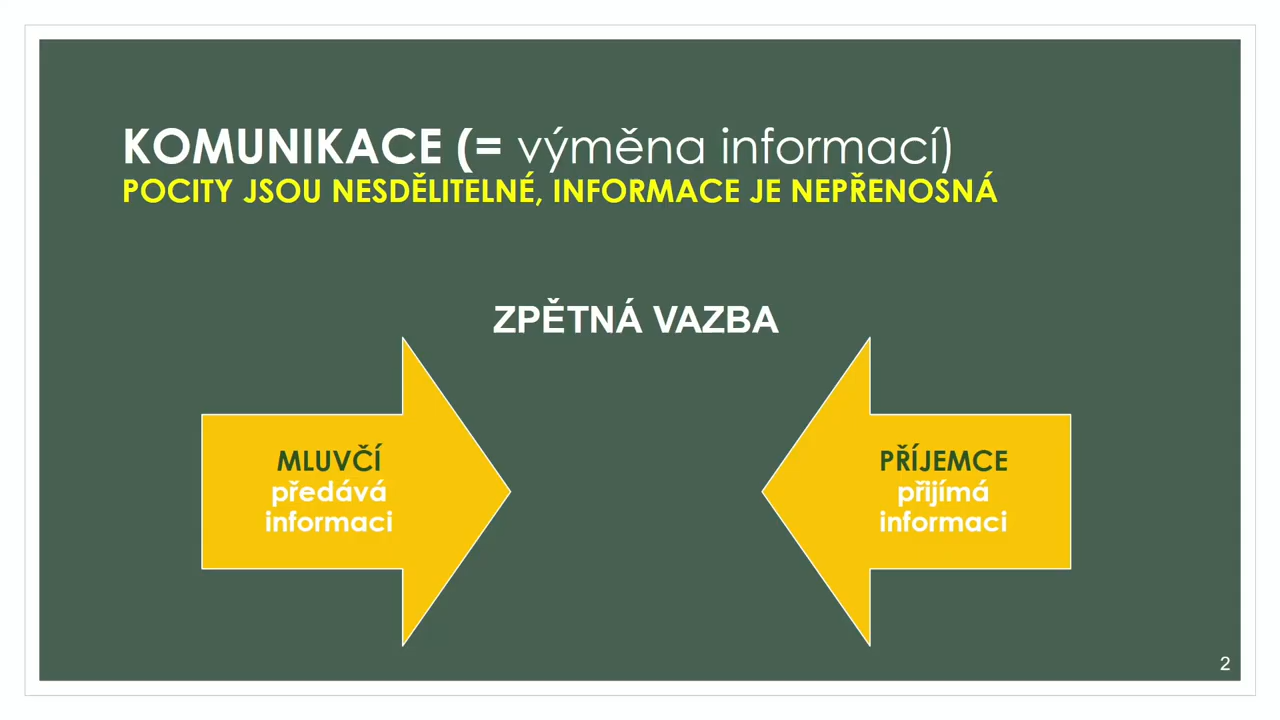 KOMUNIKACE (= výměna informací)
POCITY JSOU NESDĚLITELNÉ, INFORMACE JE NEPŘENOSNÁ
ZPĚTNÁ VAZBA
MLUVČÍ
předává
informaci
PŘÍJEMCE
přijímá
informaci
2